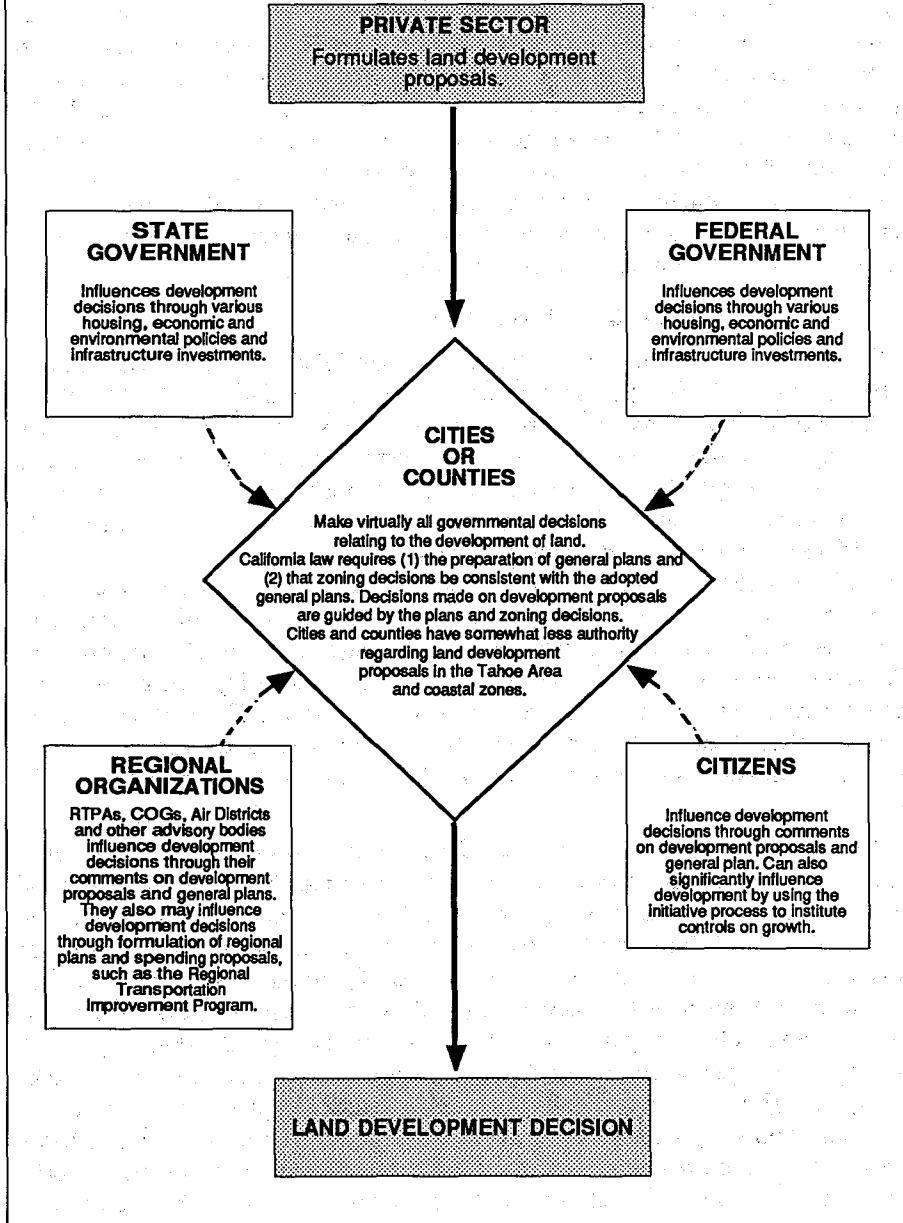 PRIVATE SECTOR
Formulates land development
proposals.
STATE
GOVERNMENT
Influences development
decisions through various
housing, economic and
environmental policies and
infrastructure investments.
FEDERAL
GOVERNMENT
Influences development
decisions through various
housing, economic and
environmental policies and
infrastructure investments.
CITIES
OR
COUNTIES
Make virtually all governmental decisions
relating to the development of land.
California law requires (1) the preparation of general plans and
(2) that zoning decisions be consistent with the adopted
general plans. Decisions made on development proposals
are guided by the plans and zoning decisions.
Cities and counties have somewhat less authority
regarding land development
proposals in the Tahoe Area
and coastal zones.
REGIONAL
ORGANIZATIONS
RTPAs, COGs, Air Districts
and other advisory bodies
influence development
decisions through their
comments on development
proposals and general plans.
They also may influence
development decisions
through formulation of regional
plans and spending proposals,
such as the Regional
Transportation
Improvement Program.
CITIZENS
Influence development
decisions through comments
on development proposals and
general plan. Can also
significantly influence
development by using the
initiative process to institute
controls on growth.
LAND DEVELOPMENT DECISION